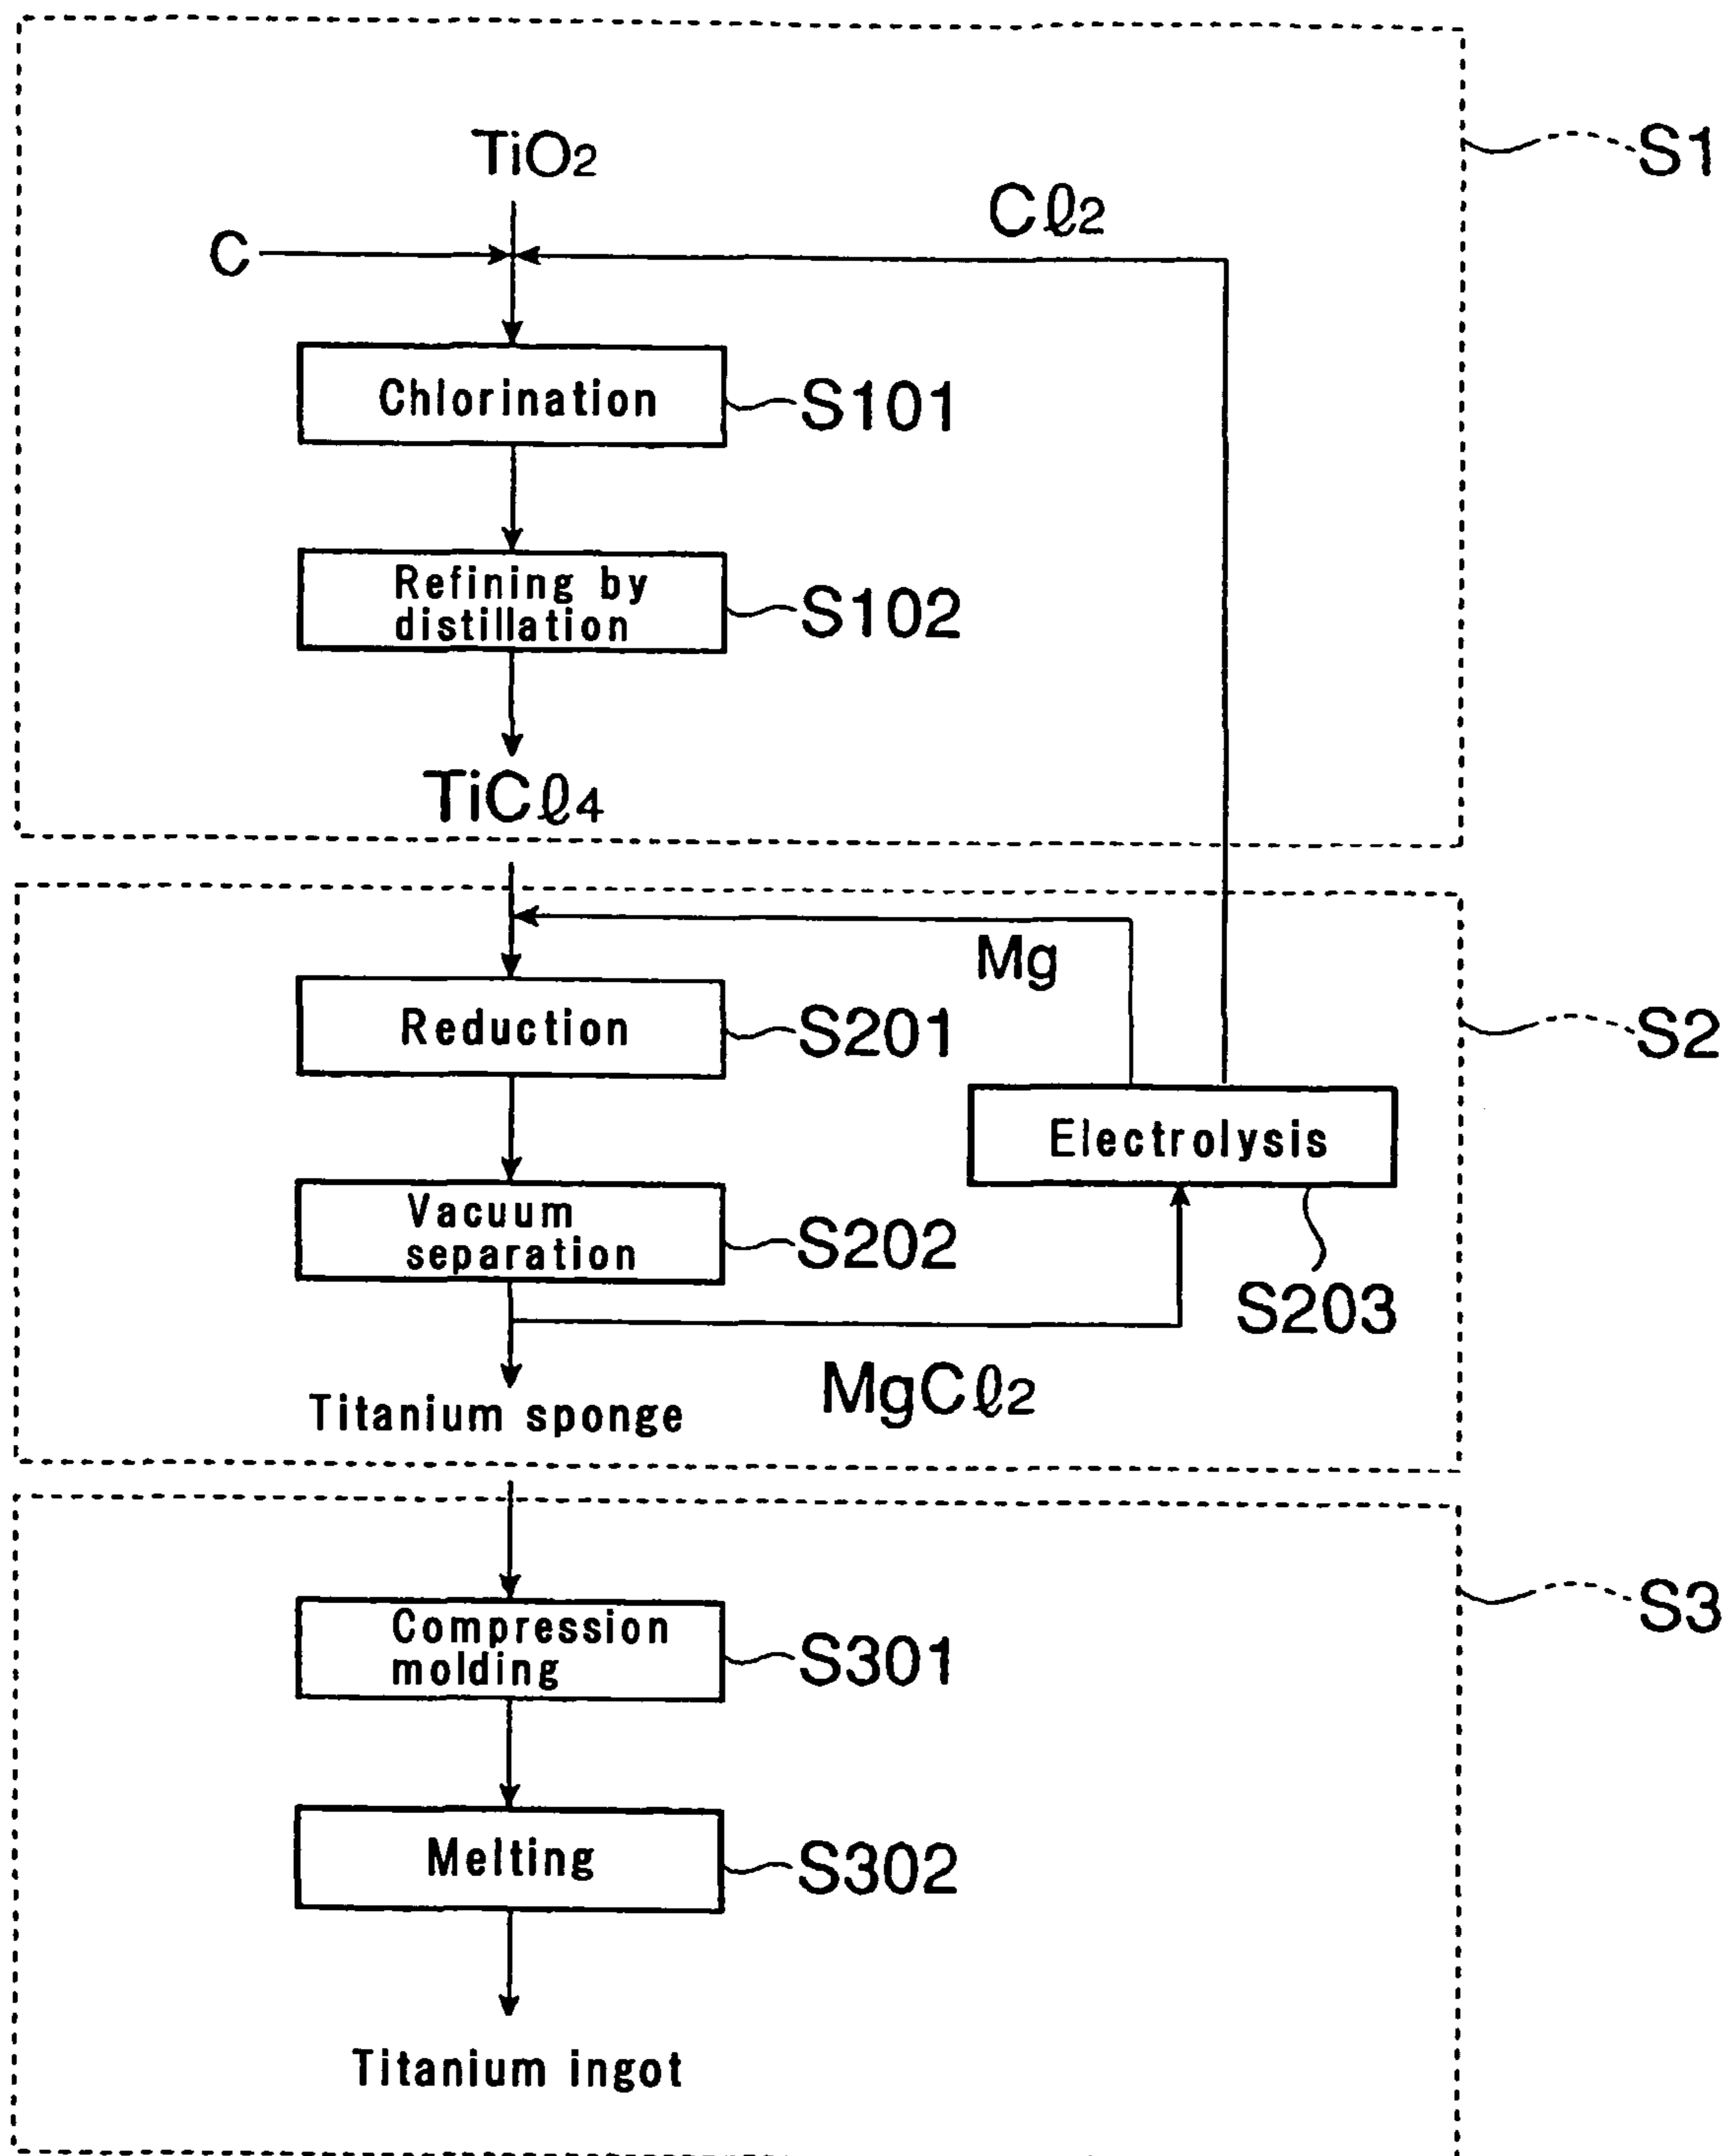 TiO2
S1
Cℓ2
C
Chlorination
S101
Refining by
distillation
S102
TiCℓ4
Mg
S2
Reduction
S201
Electrolysis
Vacuum
separation
S202
S203
MgCℓ2
Titanium sponge
S3
Compression
molding
S301
Melting
S302
Titanium ingot